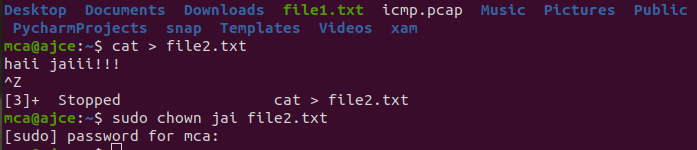 Desktop Documents Downloads file1.txt icmp.pcap Music Pictures Public
PycharmProjects snap Templates Videos xam
mca@ajce:~$ cat > file2.txt
haii jaiii!!!
^Z
[3]+ Stopped cat > file2.txt
mca@ajce:~$ sudo chown jai file2.txt
[sudo] password for mca: